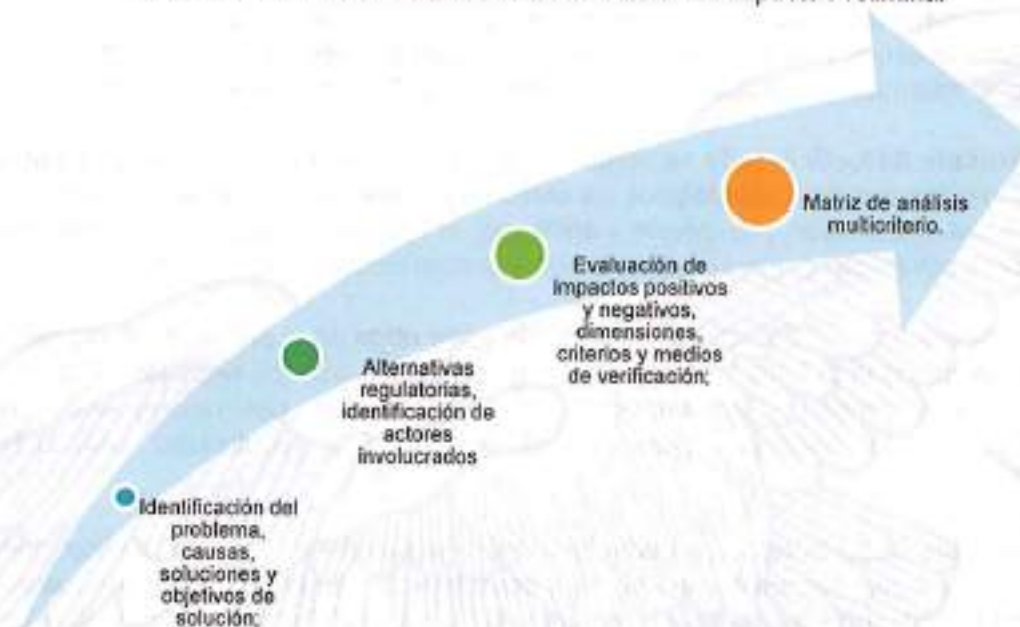 Identificación del
problema,
causas,
soluciones y
objetivos de
solución;
Alternativas
regulatorias,
identificación de
actores
involucrados
Evaluación de
impactos positivos
y negativos,
dimensiones,
criterios y medios
de verificación;
Matriz de análisis
multicriterio.